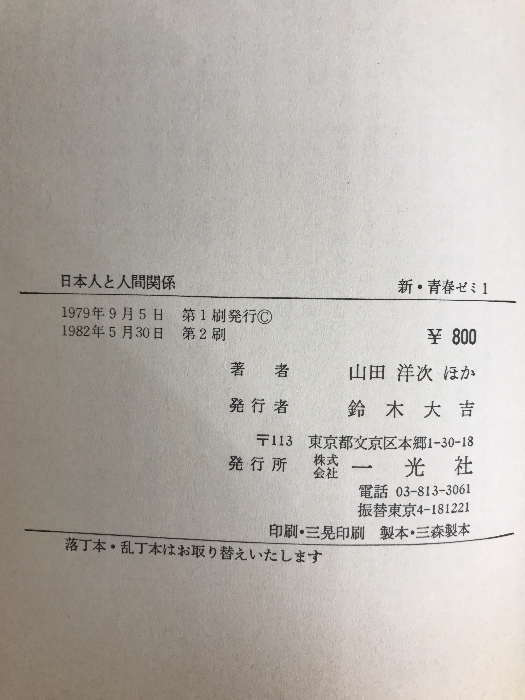 日本人と人間関係 新・青春ゼミ1
1979年9月5日 第1刷発行©
1982年5月30日 第2刷
￥800
著者 山田洋次ほか
発行者 鈴木大吉
〒113 東京都文京区本郷1-30-18
発行所 株式会社 一光社
電話 03-813-3061
振替東京4-181221
印刷・三晃印刷 製本・三森製本
落丁本・乱丁本はお取り替えいたします